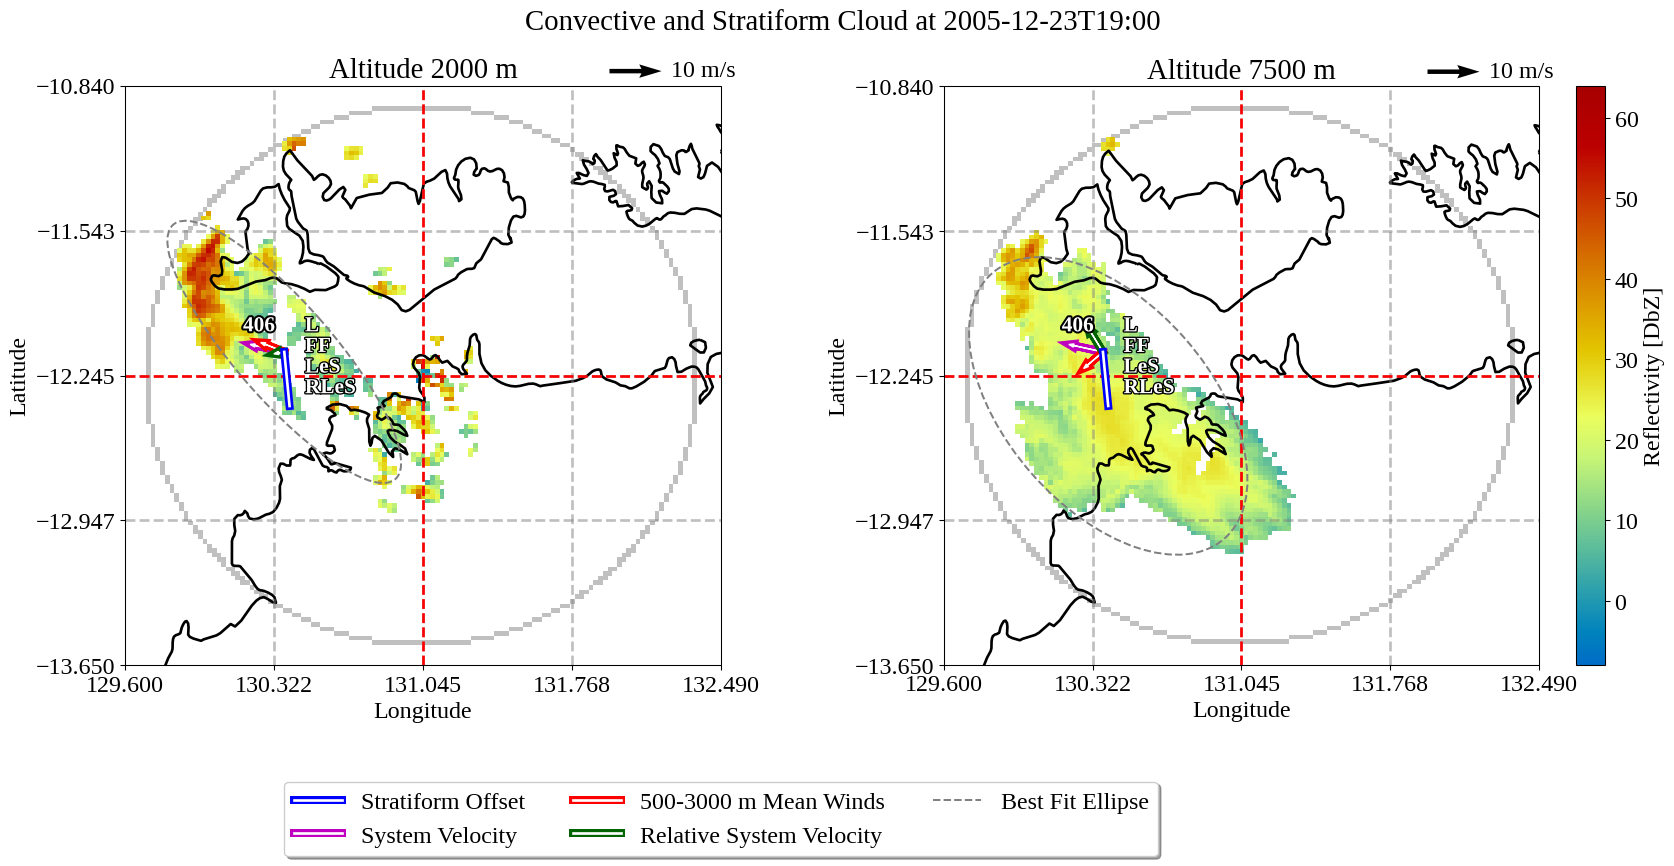 Convective and Stratiform Cloud at 2005-12-23T19:00
Altitude 2000 m
10 m/s
Altitude 7500 m
10 m/s
−10.840
−11.543
−12.245
−12.947
−13.650
Latitude
406
L
FF
LeS
RLeS
129.600
130.322
131.045
131.768
132.490
Longitude
−10.840
−11.543
−12.245
−12.947
−13.650
Latitude
406
L
FF
LeS
RLeS
129.600
130.322
131.045
131.768
132.490
Longitude
60
50
40
30
20
10
0
Reflectivity [DbZ]
Stratiform Offset
System Velocity
500-3000 m Mean Winds
Relative System Velocity
Best Fit Ellipse